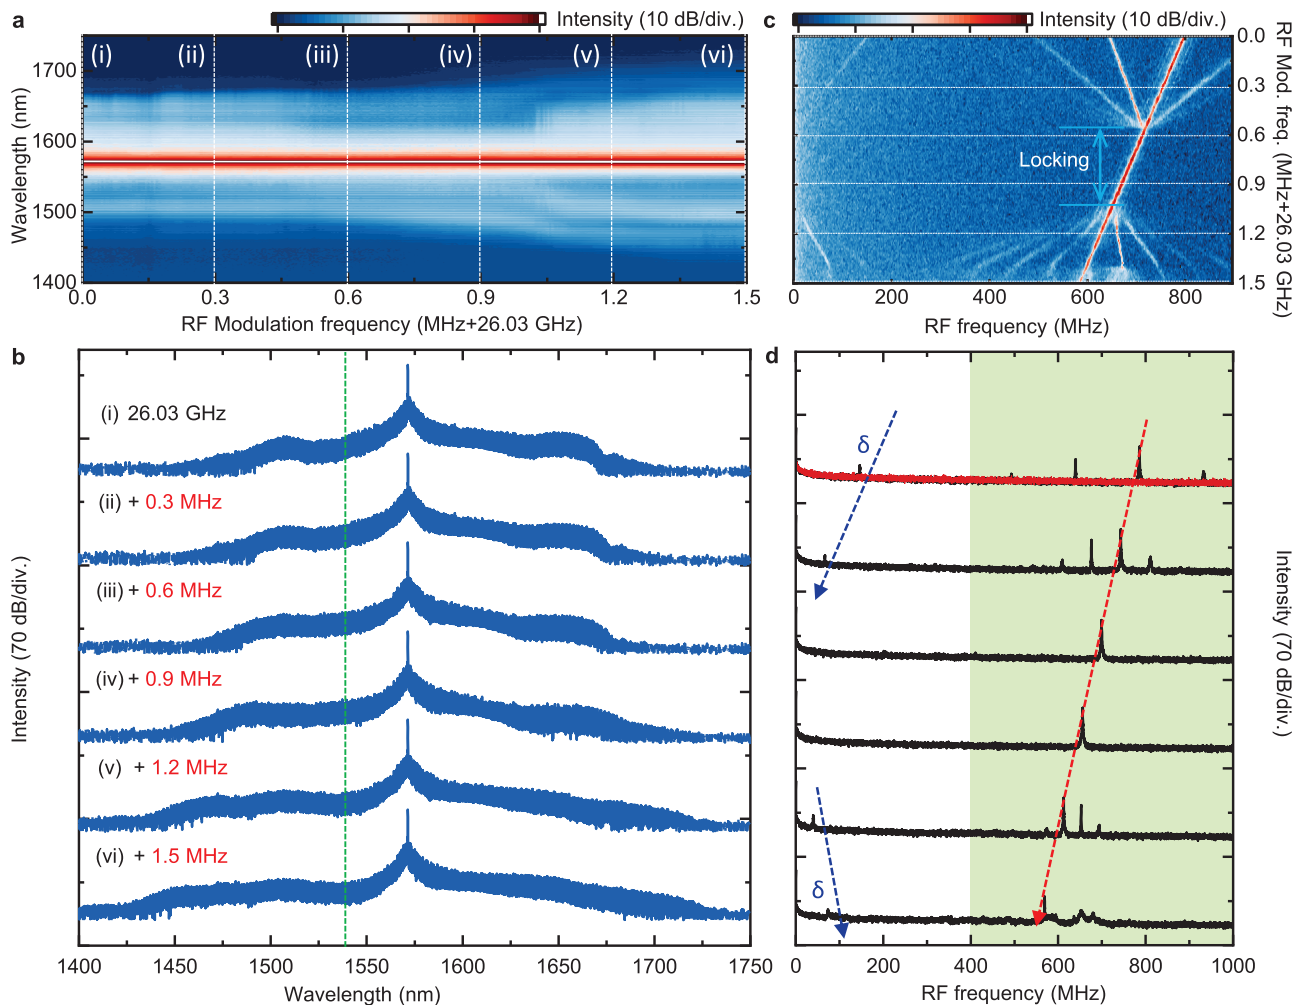 a
Intensity (10 dB/div.)
(i)
(ii)
(iii)
(iv)
(v)
(vi)
1700
1600
1500
1400
Wavelength (nm)
0.0
0.3
0.6
0.9
1.2
1.5
RF Modulation frequency (MHz+26.03 GHz)
c
Intensity (10 dB/div.)
Locking
0.0
0.3
0.6
0.9
1.2
1.5
RF Mod. freq. (MHz+26.03 GHz)
0
200
400
600
800
RF frequency (MHz)
b
(i) 26.03 GHz
(ii) + 0.3 MHz
(iii) + 0.6 MHz
(iv) + 0.9 MHz
(v) + 1.2 MHz
(vi) + 1.5 MHz
Intensity (70 dB/div.)
1400
1500
1550
1600
1650
1700
1750
1450
Wavelength (nm)
d
δ
δ
Intensity (70 dB/div.)
0
200
400
600
800
1000
RF frequency (MHz)